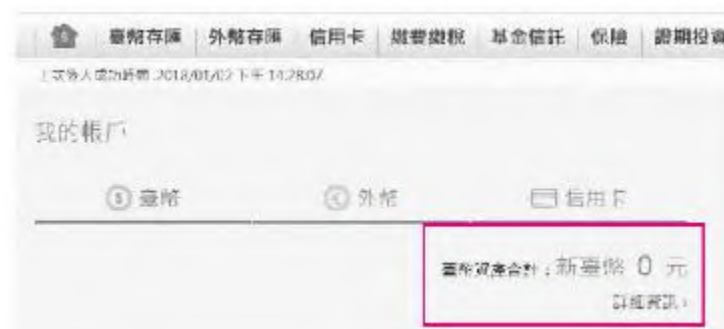 臺幣存匯 外幣存匯 信用卡 繳費繳稅 基金信託 保險 證期投資
上次登入成功時間 2018/01/02 下午 14:28:07
我的帳戶
臺幣 外幣 信用卡
臺幣資產合計：新臺幣 0 元
詳細資訊 ›